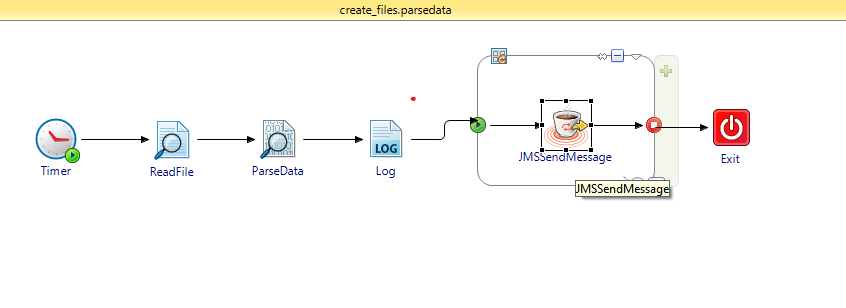 create_files.parsedata
LOG
Timer
ReadFile
ParseData
Log
JMSSendMessage
Exit
JMSSendMessage